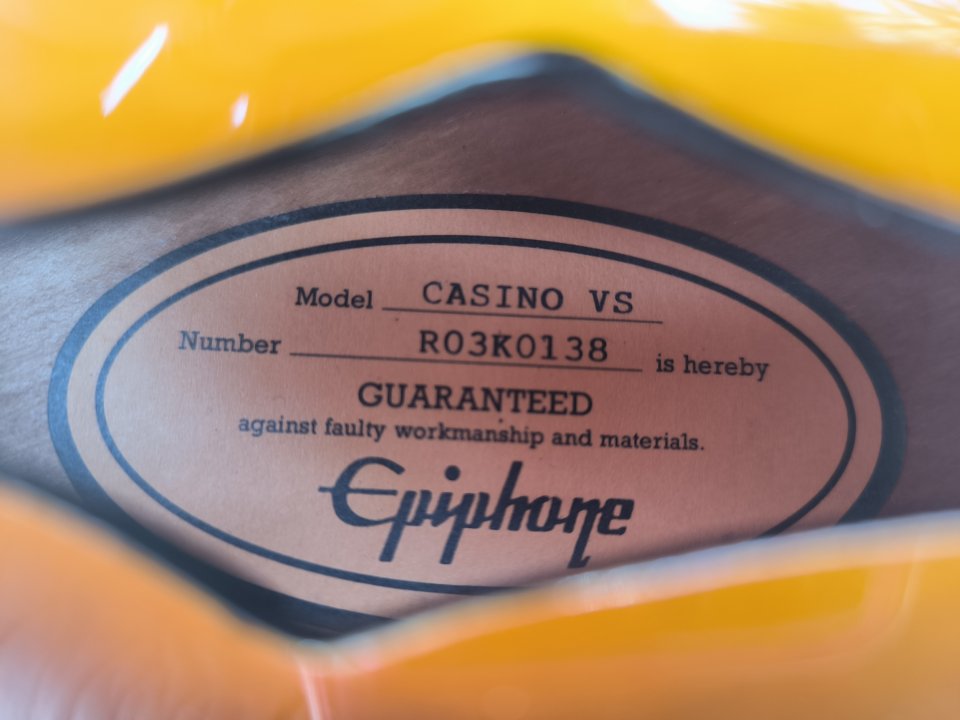 Model CASINO VS
Number R03K0138 is hereby
GUARANTEED
against faulty workmanship and materials.
Epiphone